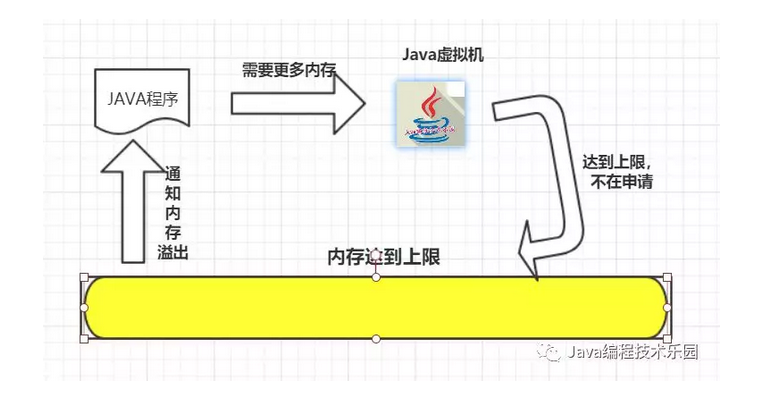 Java虚拟机
需要更多内存
JAVA程序
达到上限，
不在申请
通
知
内
存
溢出
内存达到上限
Java编程技术乐园